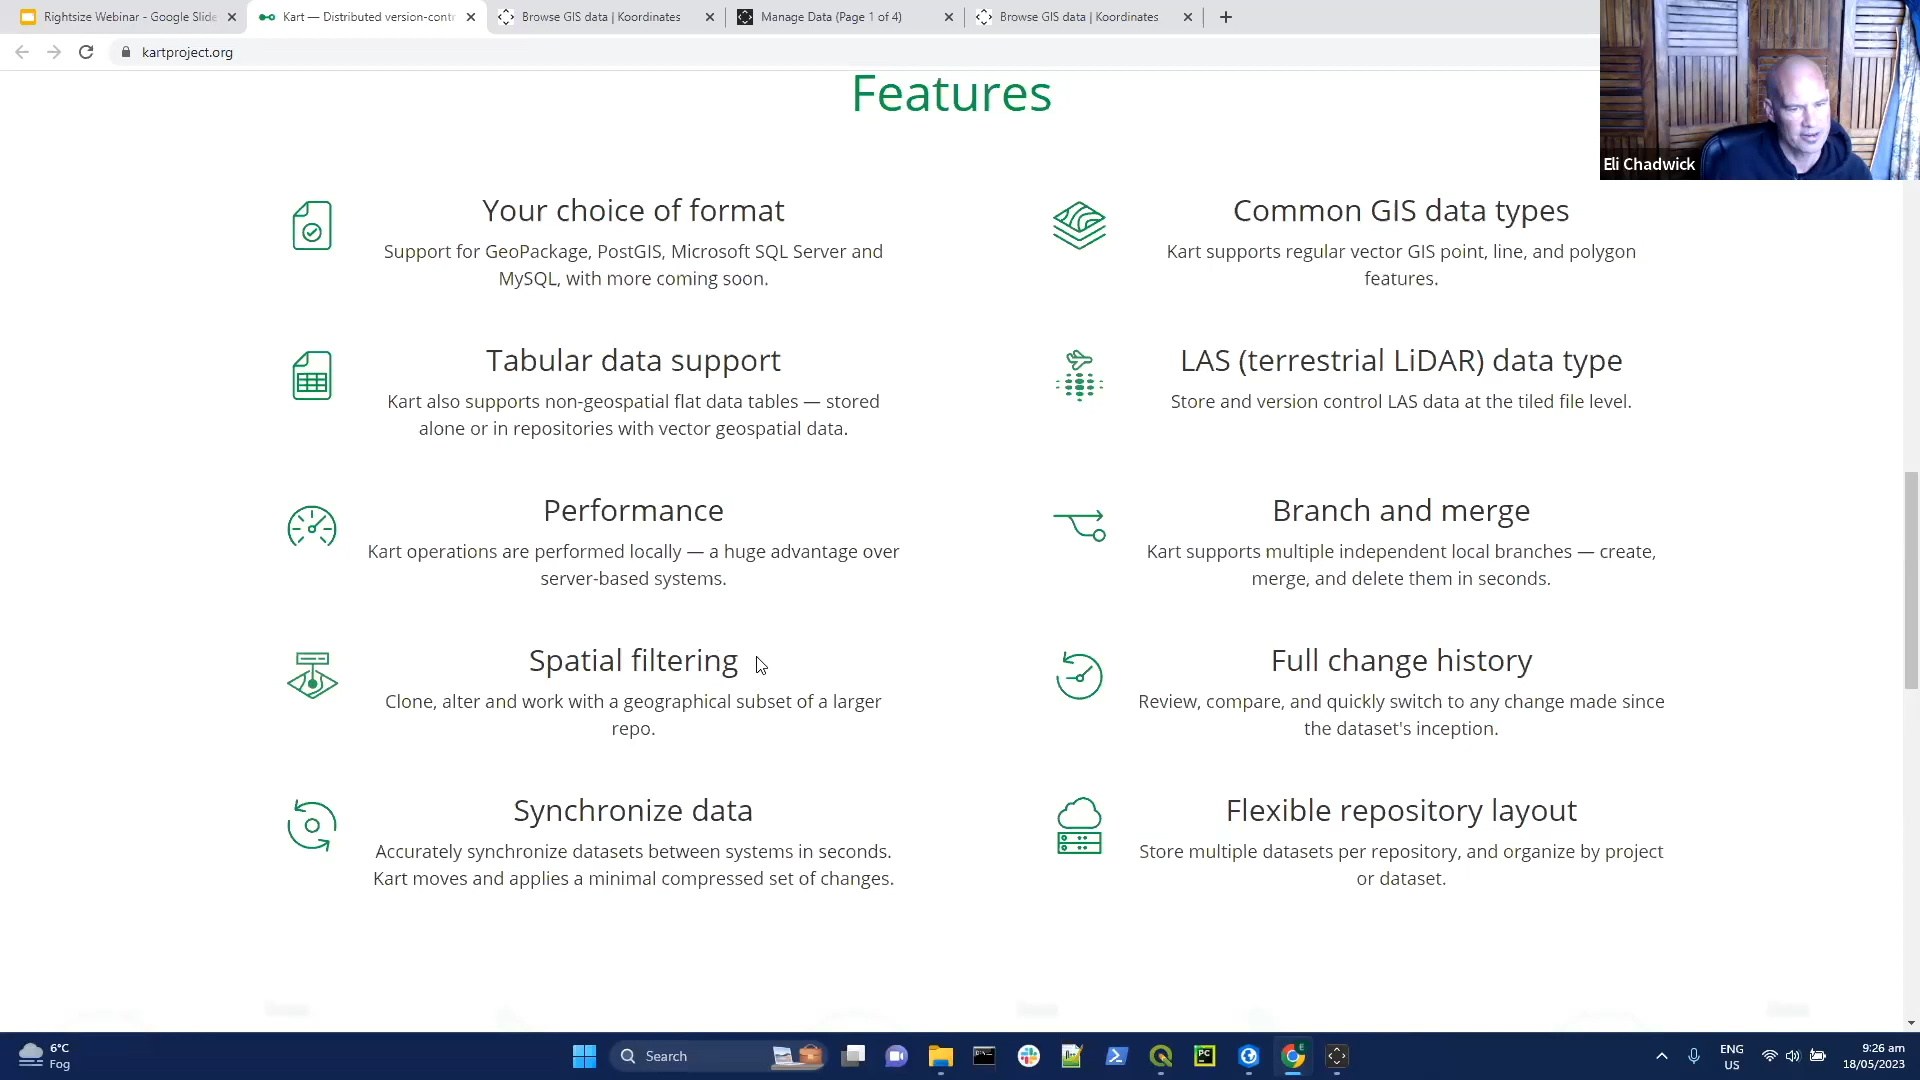 Rightsize Webinar - Google Slide
Kart — Distributed version-contr
Browse GIS data | Koordinates
Manage Data (Page 1 of 4)
Browse GIS data | Koordinates
kartproject.org
Eli Chadwick
Features
Your choice of format
Support for GeoPackage, PostGIS, Microsoft SQL Server and
MySQL, with more coming soon.
Common GIS data types
Kart supports regular vector GIS point, line, and polygon
features.
Tabular data support
Kart also supports non-geospatial flat data tables — stored
alone or in repositories with vector geospatial data.
LAS (terrestrial LiDAR) data type
Store and version control LAS data at the tiled file level.
Performance
Kart operations are performed locally — a huge advantage over
server-based systems.
Branch and merge
Kart supports multiple independent local branches — create,
merge, and delete them in seconds.
Spatial filtering
Clone, alter and work with a geographical subset of a larger
repo.
Full change history
Review, compare, and quickly switch to any change made since
the dataset's inception.
Synchronize data
Accurately synchronize datasets between systems in seconds.
Kart moves and applies a minimal compressed set of changes.
Flexible repository layout
Store multiple datasets per repository, and organize by project
or dataset.
6°C
Fog
Search
PC
E
ENG
US
9:26 am
18/05/2023